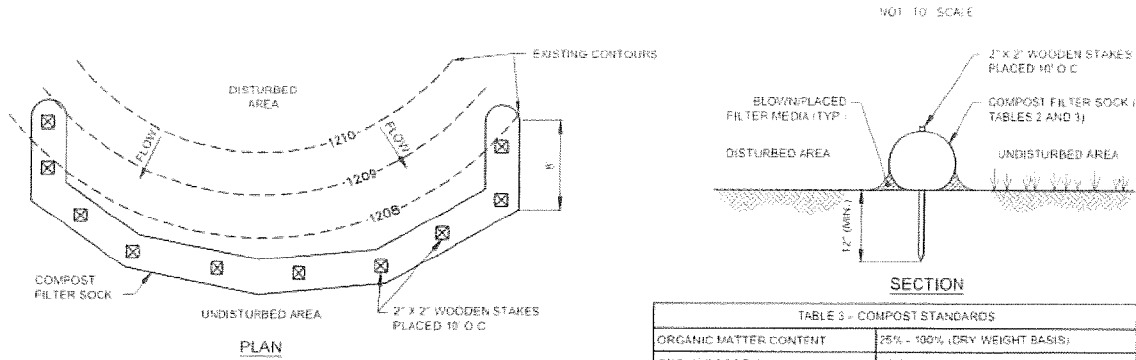 NOT TO SCALE
EXISTING CONTOURS
DISTURBED
AREA
FLOW
FLOW
1210
1209
1208
8'
COMPOST
FILTER SOCK
UNDISTURBED AREA
2" X 2" WOODEN STAKES
PLACED 10' O.C
PLAN
2" X 2" WOODEN STAKES
PLACED 10' O.C
BLOWN/PLACED
FILTER MEDIA (TYP.)
COMPOST FILTER SOCK (
TABLES 2 AND 3)
DISTURBED AREA
UNDISTURBED AREA
12" (MIN.)
SECTION
TABLE 3 - COMPOST STANDARDS
ORGANIC MATTER CONTENT 25% - 100% (DRY WEIGHT BASIS)